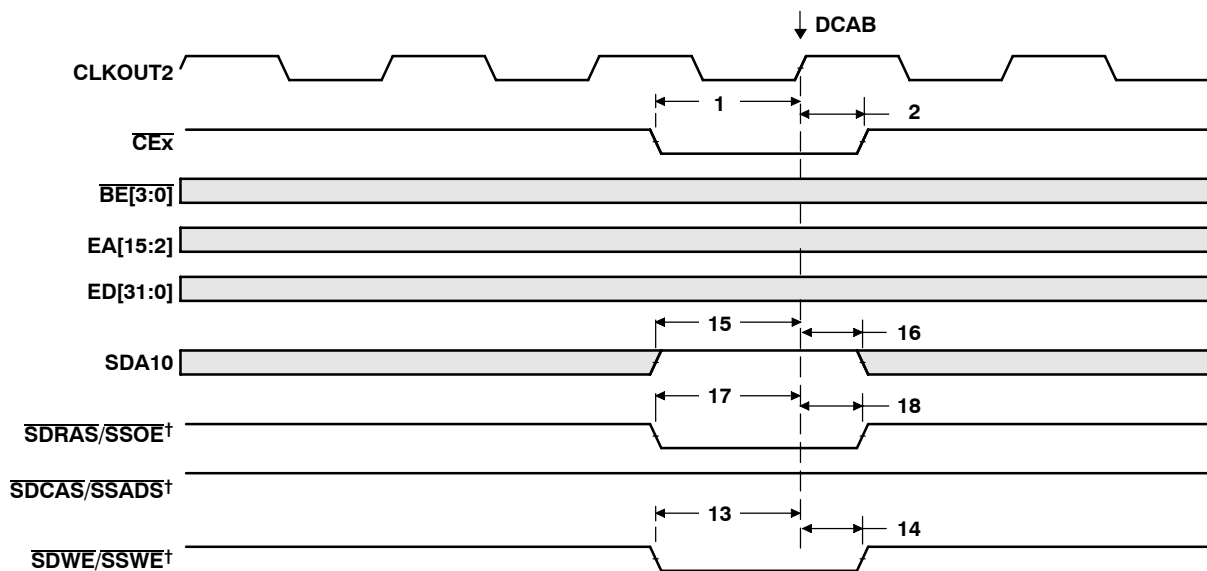 DCAB
CLKOUT2
1
2
CEx
BE[3:0]
EA[15:2]
ED[31:0]
15
16
SDA10
17
18
SDRAS/SSOE†
SDCAS/SSADS†
13
14
SDWE/SSWE†